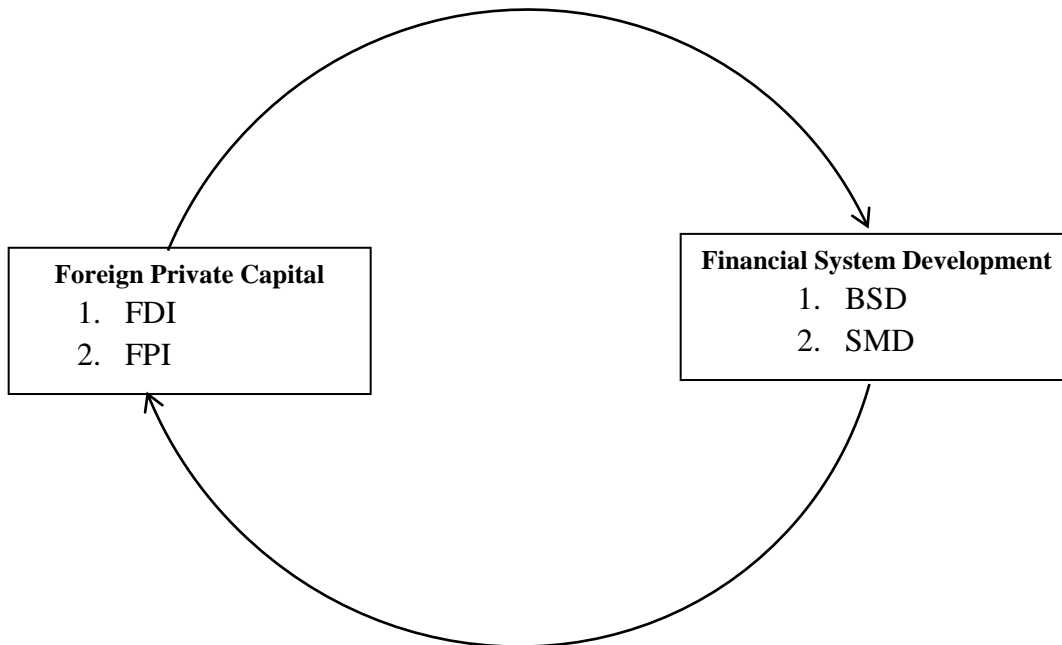 Foreign Private Capital
1. FDI
2. FPI
Financial System Development
1. BSD
2. SMD